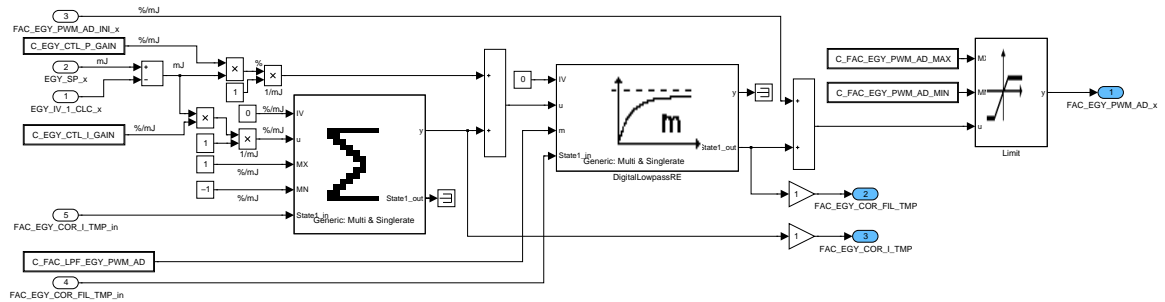 3
%/mJ
FAC_EGY_PWM_AD_INI_x
%/mJ
C_EGY_CTL_P_GAIN
2
mJ
EGY_SP_x
+
−
mJ
×
%
×
1
1/mJ
1
EGY_IV_1_CLC_x
C_EGY_CTL_I_GAIN
%/mJ
×
%/mJ
×
1
1/mJ
0
%/mJ
1
%/mJ
−1
%/mJ
IV
u
MX
MN
State1_in
y
State1_out
Generic: Multi & Singlerate
5
FAC_EGY_COR_I_TMP_in
C_FAC_LPF_EGY_PWM_AD
4
FAC_EGY_COR_FIL_TMP_in
+
+
0
IV
u
m
State1_in
m
y
State1_out
Generic: Multi & Singlerate
DigitalLowpassRE
+
+
C_FAC_EGY_PWM_AD_MAX
C_FAC_EGY_PWM_AD_MIN
MX
MN
u
y
Limit
1
FAC_EGY_PWM_AD_x
1
2
FAC_EGY_COR_FIL_TMP
1
3
FAC_EGY_COR_I_TMP